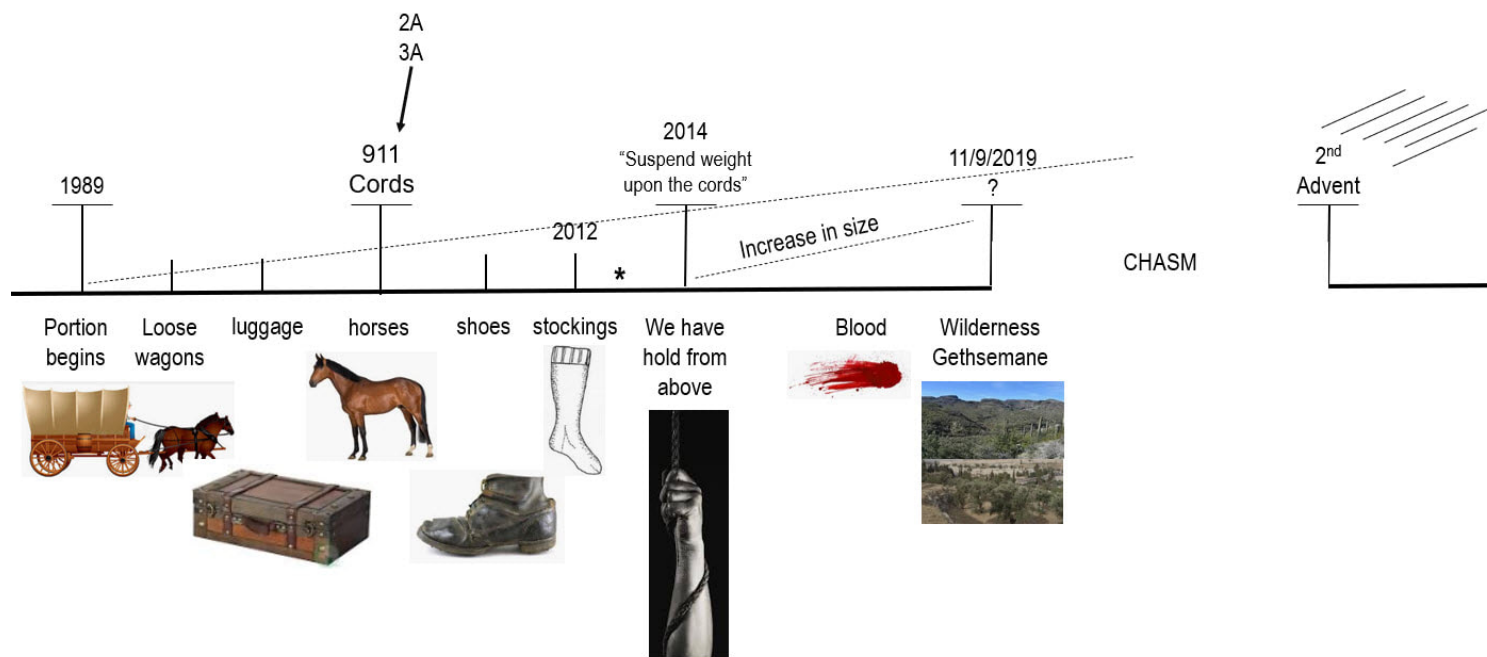 2A
3A
911
Cords
1989
2014
“Suspend weight
upon the cords”
11/9/2019
?
2nd
Advent
2012
*
Increase in size
CHASM
Portion
begins
Loose
wagons
luggage
horses
shoes
stockings
We have
hold from
above
Blood
Wilderness
Gethsemane